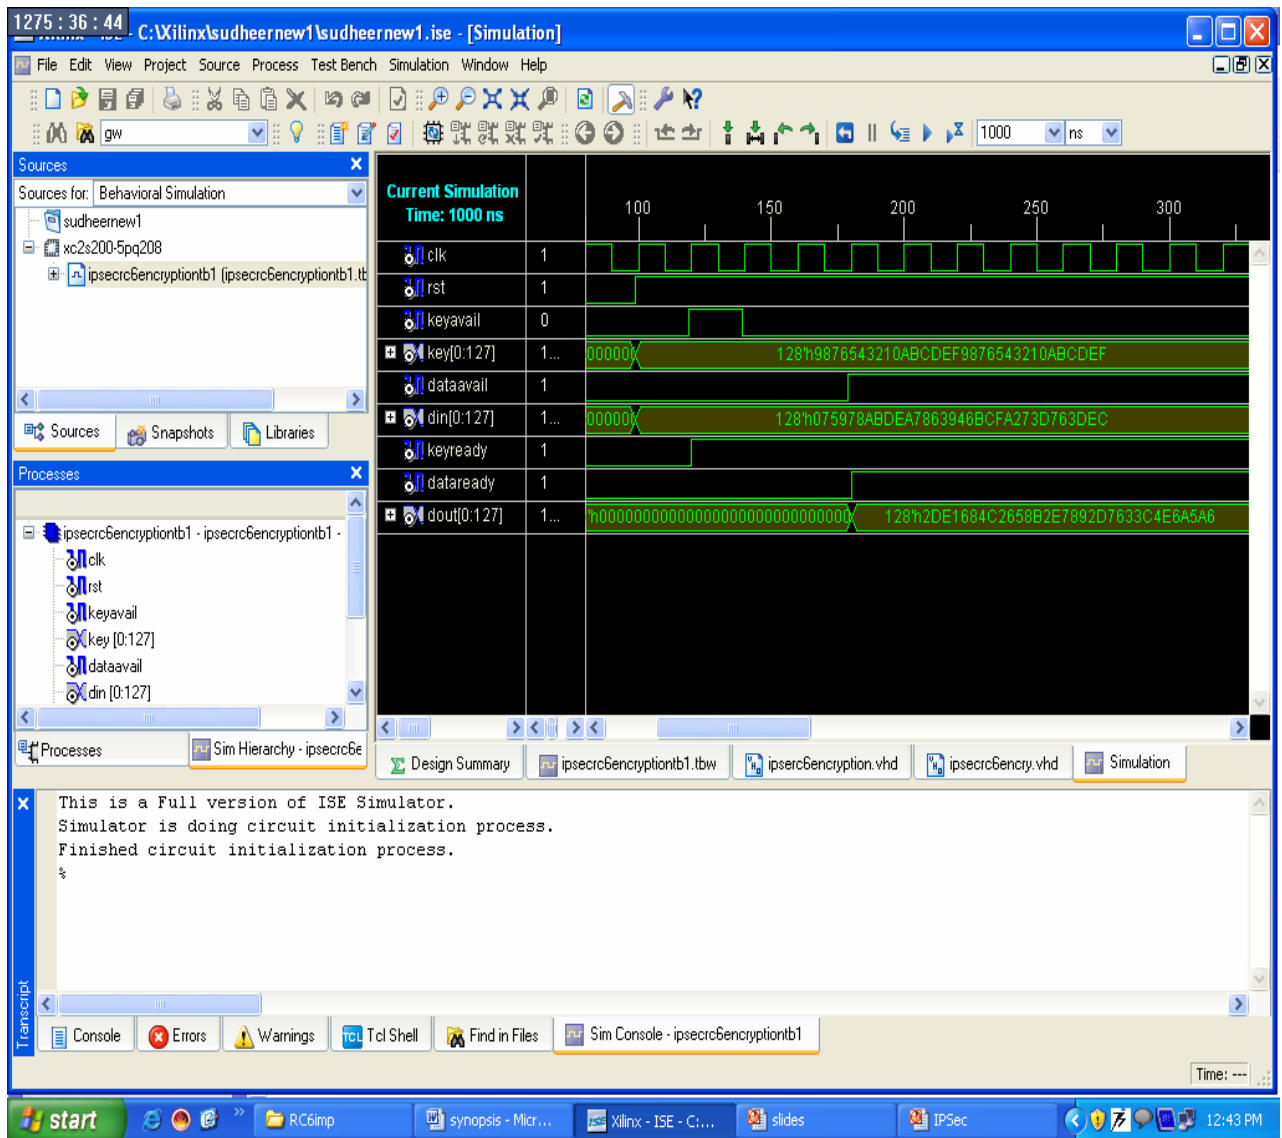 1275 : 36 : 44
C:\Xilinx\sudheernew1\sudheernew1.ise - [Simulation]
File Edit View Project Source Process Test Bench Simulation Window Help
gw
1000 ns
Sources
Sources for: Behavioral Simulation
sudheernew1
xc2s200-5pq208
ipsecrc6encryptiontb1 (ipsecrc6encryptiontb1.tb
Sources Snapshots Libraries
Processes
ipsecrc6encryptiontb1 - ipsecrc6encryptiontb1 -
clk
rst
keyavail
key [0:127]
dataavail
din [0:127]
Processes Sim Hierarchy - ipsecrc6e
Current Simulation
Time: 1000 ns
100 150 200 250 300
clk 1
rst 1
keyavail 0
key[0:127] 1... 128'h9876543210ABCDEF9876543210ABCDEF
dataavail 1
din[0:127] 1... 128'h075978ABDEA7863946BCFA273D763DEC
keyready 1
dataready 1
dout[0:127] 1... 128'h2DE1684C2658B2E7892D7633C4E6A5A6
Design Summary ipsecrc6encryptiontb1.tbw ipserc6encryption.vhd ipsecrc6encry.vhd Simulation
This is a Full version of ISE Simulator.
Simulator is doing circuit initialization process.
Finished circuit initialization process.
%
Transcript
Console Errors Warnings TCL Tcl Shell Find in Files Sim Console - ipsecrc6encryptiontb1
Time: ---
start RC6imp synopsis - Micr... Xilinx - ISE - C:... slides IPSec 12:43 PM